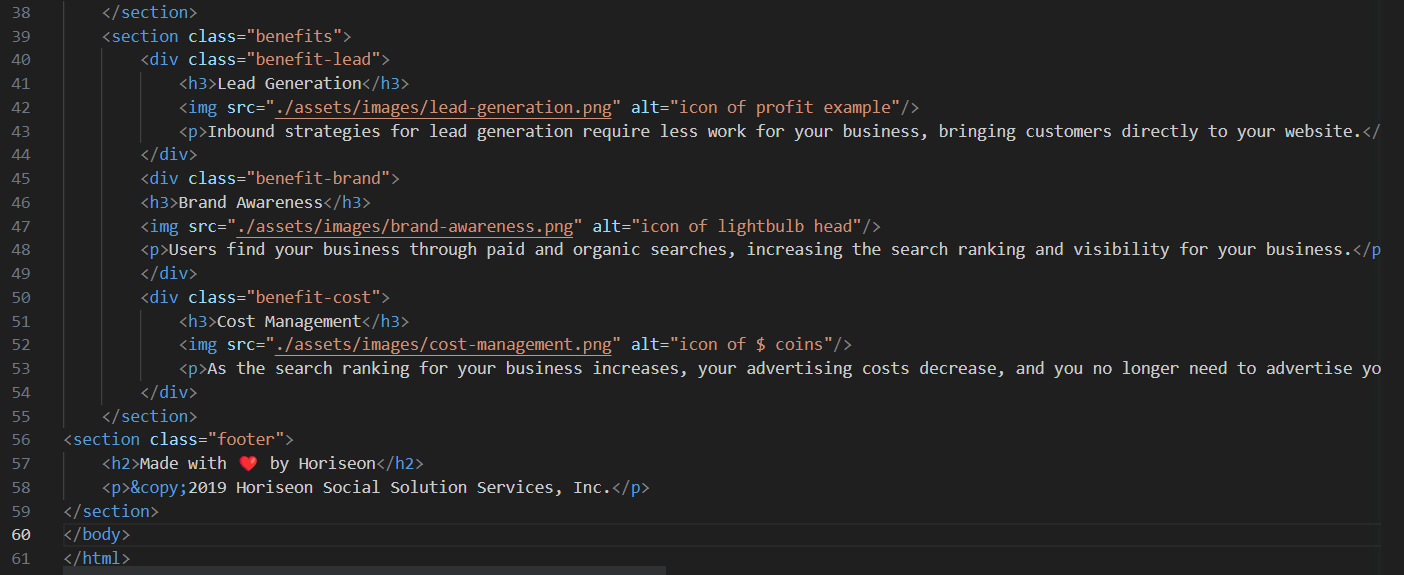 38 </section>
39 <section class="benefits">
40 <div class="benefit-lead">
41 <h3>Lead Generation</h3>
42 <img src="./assets/images/lead-generation.png" alt="icon of profit example"/>
43 <p>Inbound strategies for lead generation require less work for your business, bringing customers directly to your website.</
44 </div>
45 <div class="benefit-brand">
46 <h3>Brand Awareness</h3>
47 <img src="./assets/images/brand-awareness.png" alt="icon of lightbulb head"/>
48 <p>Users find your business through paid and organic searches, increasing the search ranking and visibility for your business.</p
49 </div>
50 <div class="benefit-cost">
51 <h3>Cost Management</h3>
52 <img src="./assets/images/cost-management.png" alt="icon of $ coins"/>
53 <p>As the search ranking for your business increases, your advertising costs decrease, and you no longer need to advertise yo
54 </div>
55 </section>
56 <section class="footer">
57 <h2>Made with ❤️ by Horiseon</h2>
58 <p>&copy;2019 Horiseon Social Solution Services, Inc.</p>
59 </section>
60 </body>
61 </html>